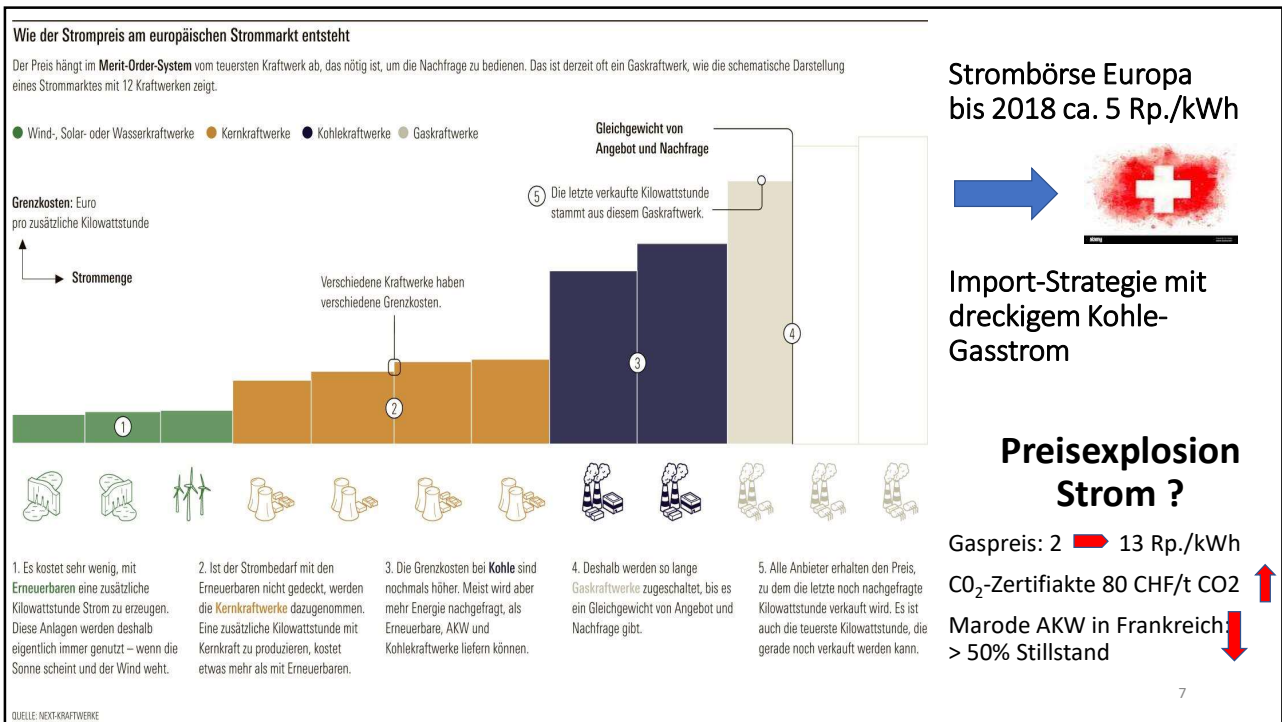 Wie der Strompreis am europäischen Strommarkt entsteht
Der Preis hängt im Merit-Order-System vom teuersten Kraftwerk ab, das nötig ist, um die Nachfrage zu bedienen. Das ist derzeit oft ein Gaskraftwerk, wie die schematische Darstellung
eines Strommarktes mit 12 Kraftwerken zeigt.
Wind-, Solar- oder Wasserkraftwerke Kernkraftwerke Kohlekraftwerke Gaskraftwerke
Gleichgewicht von
Angebot und Nachfrage
5 Die letzte verkaufte Kilowattstunde
stammt aus diesem Gaskraftwerk.
Grenzkosten: Euro
pro zusätzliche Kilowattstunde
Strommenge
Verschiedene Kraftwerke haben
verschiedene Grenzkosten.
1
2
3
4
1. Es kostet sehr wenig, mit
Erneuerbaren eine zusätzliche
Kilowattstunde Strom zu erzeugen.
Diese Anlagen werden deshalb
eigentlich immer genutzt – wenn die
Sonne scheint und der Wind weht.
2. Ist der Strombedarf mit den
Erneuerbaren nicht gedeckt, werden
die Kernkraftwerke dazugenommen.
Eine zusätzliche Kilowattstunde mit
Kernkraft zu produzieren, kostet
etwas mehr als mit Erneuerbaren.
3. Die Grenzkosten bei Kohle sind
nochmals höher. Meist wird aber
mehr Energie nachgefragt, als
Erneuerbare, AKW und
Kohlekraftwerke liefern können.
4. Deshalb werden so lange
Gaskraftwerke zugeschaltet, bis es
ein Gleichgewicht von Angebot und
Nachfrage gibt.
5. Alle Anbieter erhalten den Preis,
zu dem die letzte noch nachgefragte
Kilowattstunde verkauft wird. Es ist
auch die teuerste Kilowattstunde, die
gerade noch verkauft werden kann.
QUELLE: NEXT-KRAFTWERKE
Strombörse Europa
bis 2018 ca. 5 Rp./kWh
alamy
Import-Strategie mit
dreckigem Kohle-
Gasstrom
Preisexplosion
Strom ?
Gaspreis: 2 13 Rp./kWh
C0₂-Zertifiakte 80 CHF/t CO2
Marode AKW in Frankreich:
> 50% Stillstand
7